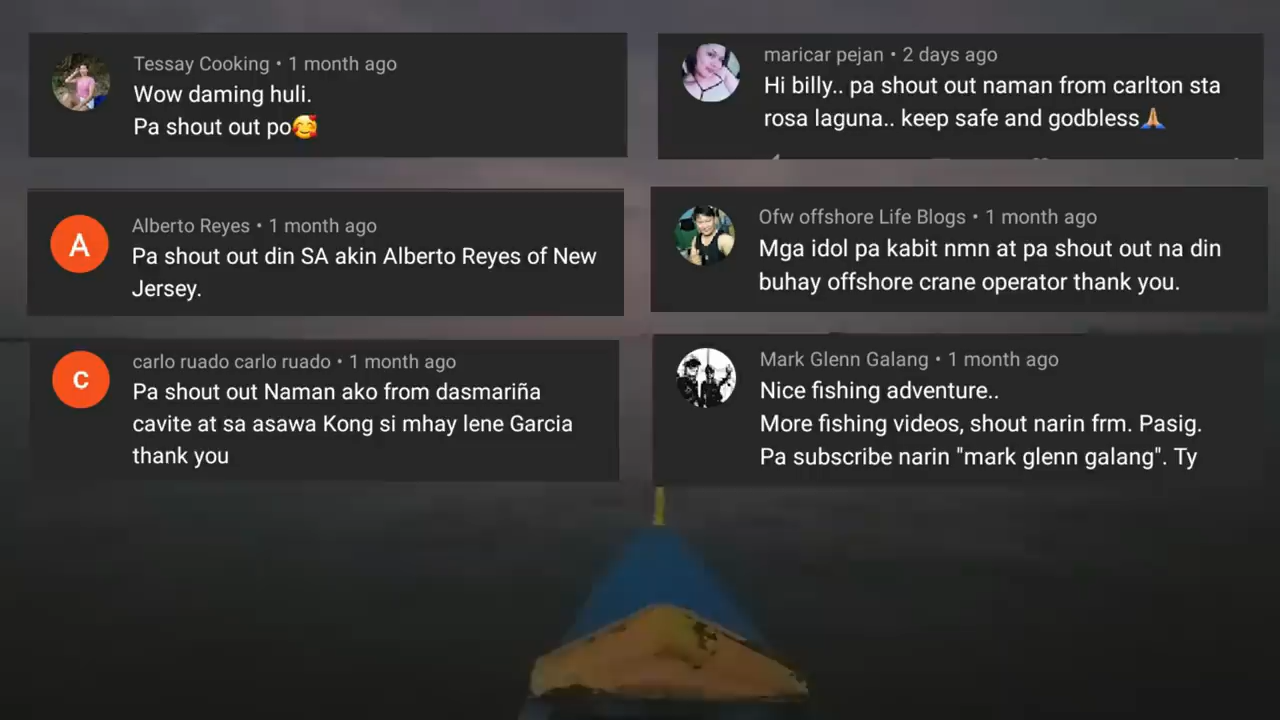 Tessay Cooking • 1 month ago
Wow daming huli.
Pa shout out po🥰
maricar pejan • 2 days ago
Hi billy.. pa shout out naman from carlton sta
rosa laguna.. keep safe and godbless🙏
A
Alberto Reyes • 1 month ago
Pa shout out din SA akin Alberto Reyes of New
Jersey.
Ofw offshore Life Blogs • 1 month ago
Mga idol pa kabit nmn at pa shout out na din
buhay offshore crane operator thank you.
c
carlo ruado carlo ruado • 1 month ago
Pa shout out Naman ako from dasmariña
cavite at sa asawa Kong si mhay lene Garcia
thank you
Mark Glenn Galang • 1 month ago
Nice fishing adventure..
More fishing videos, shout narin frm. Pasig.
Pa subscribe narin "mark glenn galang". Ty